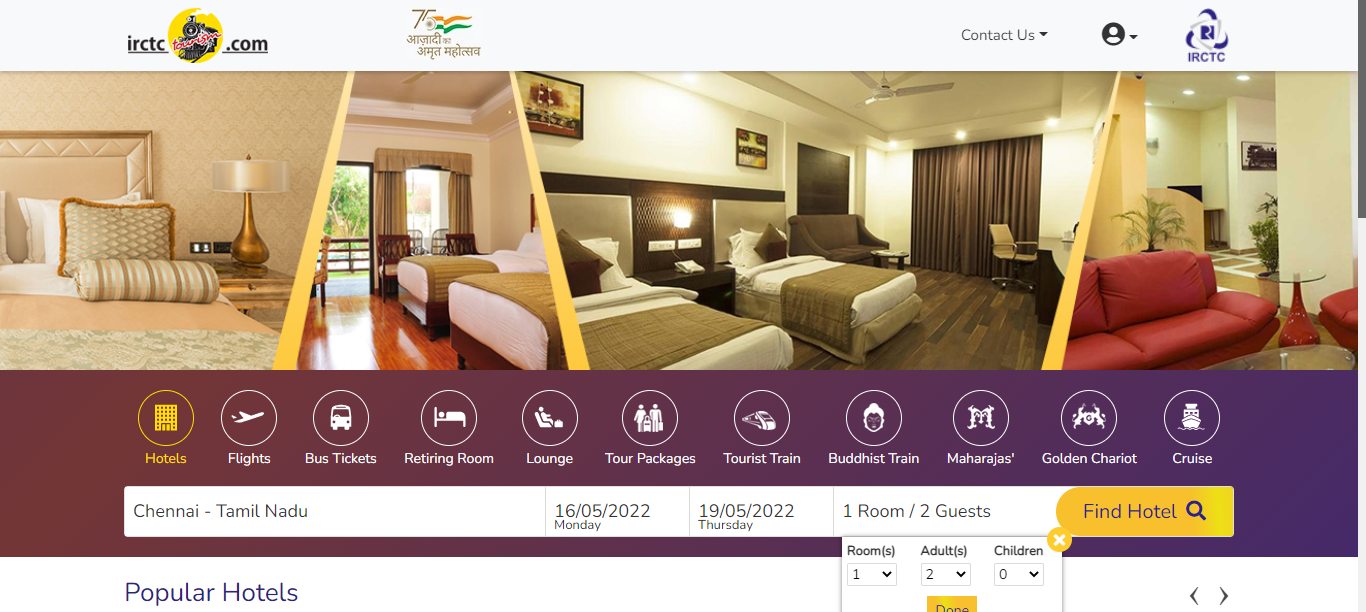 irctc tourism .com
75
आज़ादी का
अमृत महोत्सव
Contact Us
IRCTC
Hotels
Flights
Bus Tickets
Retiring Room
Lounge
Tour Packages
Tourist Train
Buddhist Train
Maharajas'
Golden Chariot
Cruise
Chennai - Tamil Nadu
16/05/2022
Monday
19/05/2022
Thursday
1 Room / 2 Guests
Find Hotel
Room(s) Adult(s) Children
1 2 0
Done
Popular Hotels